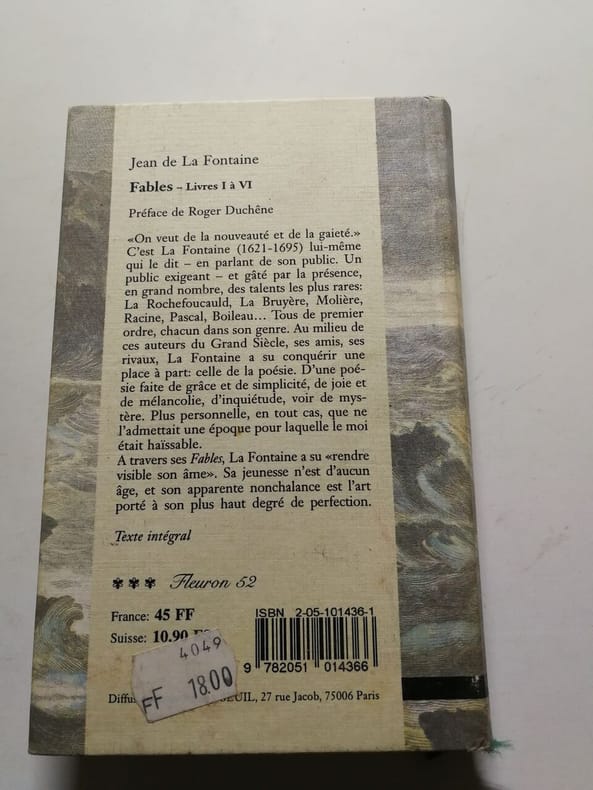 Jean de La Fontaine
Fables – Livres I à VI
Préface de Roger Duchêne
«On veut de la nouveauté et de la gaieté.»
C'est La Fontaine (1621-1695) lui-même
qui le dit – en parlant de son public. Un
public exigeant – et gâté par la présence,
en grand nombre, des talents les plus rares:
La Rochefoucauld, La Bruyère, Molière,
Racine, Pascal, Boileau... Tous de premier
ordre, chacun dans son genre. Au milieu de
ces auteurs du Grand Siècle, ses amis, ses
rivaux, La Fontaine a su conquérir une
place à part: celle de la poésie. D'une poé-
sie faite de grâce et de simplicité, de joie et
de mélancolie, d'inquiétude, voir de mys-
tère. Plus personnelle, en tout cas, que ne
l'admettait une époque pour laquelle le moi
était haïssable.
A travers ses Fables, La Fontaine a su «rendre
visible son âme». Sa jeunesse n'est d'aucun
âge, et son apparente nonchalance est l'art
porté à son plus haut degré de perfection.
Texte intégral
Fleuron 52
France: 45 FF
Suisse: 10.90
ISBN 2-05-101436-1
9 782051 014366
4049
FF 18.00
27 rue Jacob, 75006 Paris